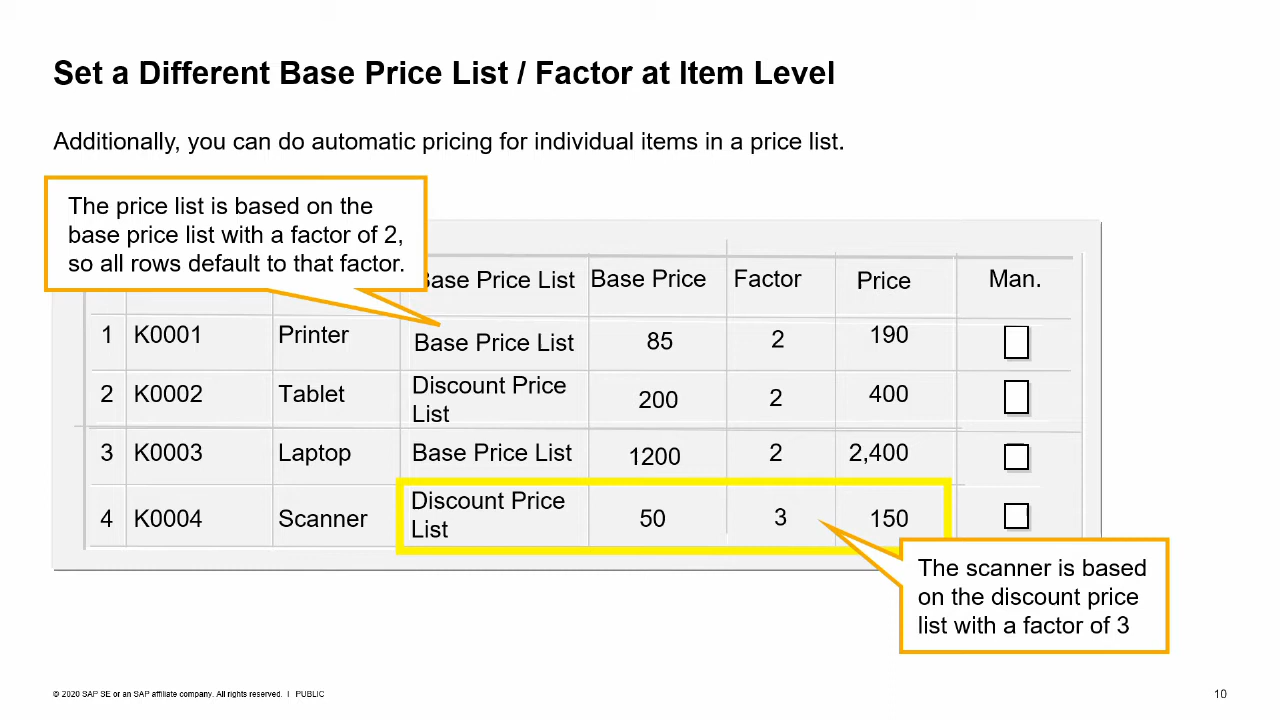 Set a Different Base Price List / Factor at Item Level
Additionally, you can do automatic pricing for individual items in a price list.
The price list is based on the
base price list with a factor of 2,
so all rows default to that factor.
Base Price List Base Price Factor Price Man.
1 K0001 Printer Base Price List 85 2 190
2 K0002 Tablet Discount Price
List 200 2 400
3 K0003 Laptop Base Price List 1200 2 2,400
4 K0004 Scanner Discount Price
List 50 3 150
The scanner is based
on the discount price
list with a factor of 3
© 2020 SAP SE or an SAP affiliate company. All rights reserved. I PUBLIC
10